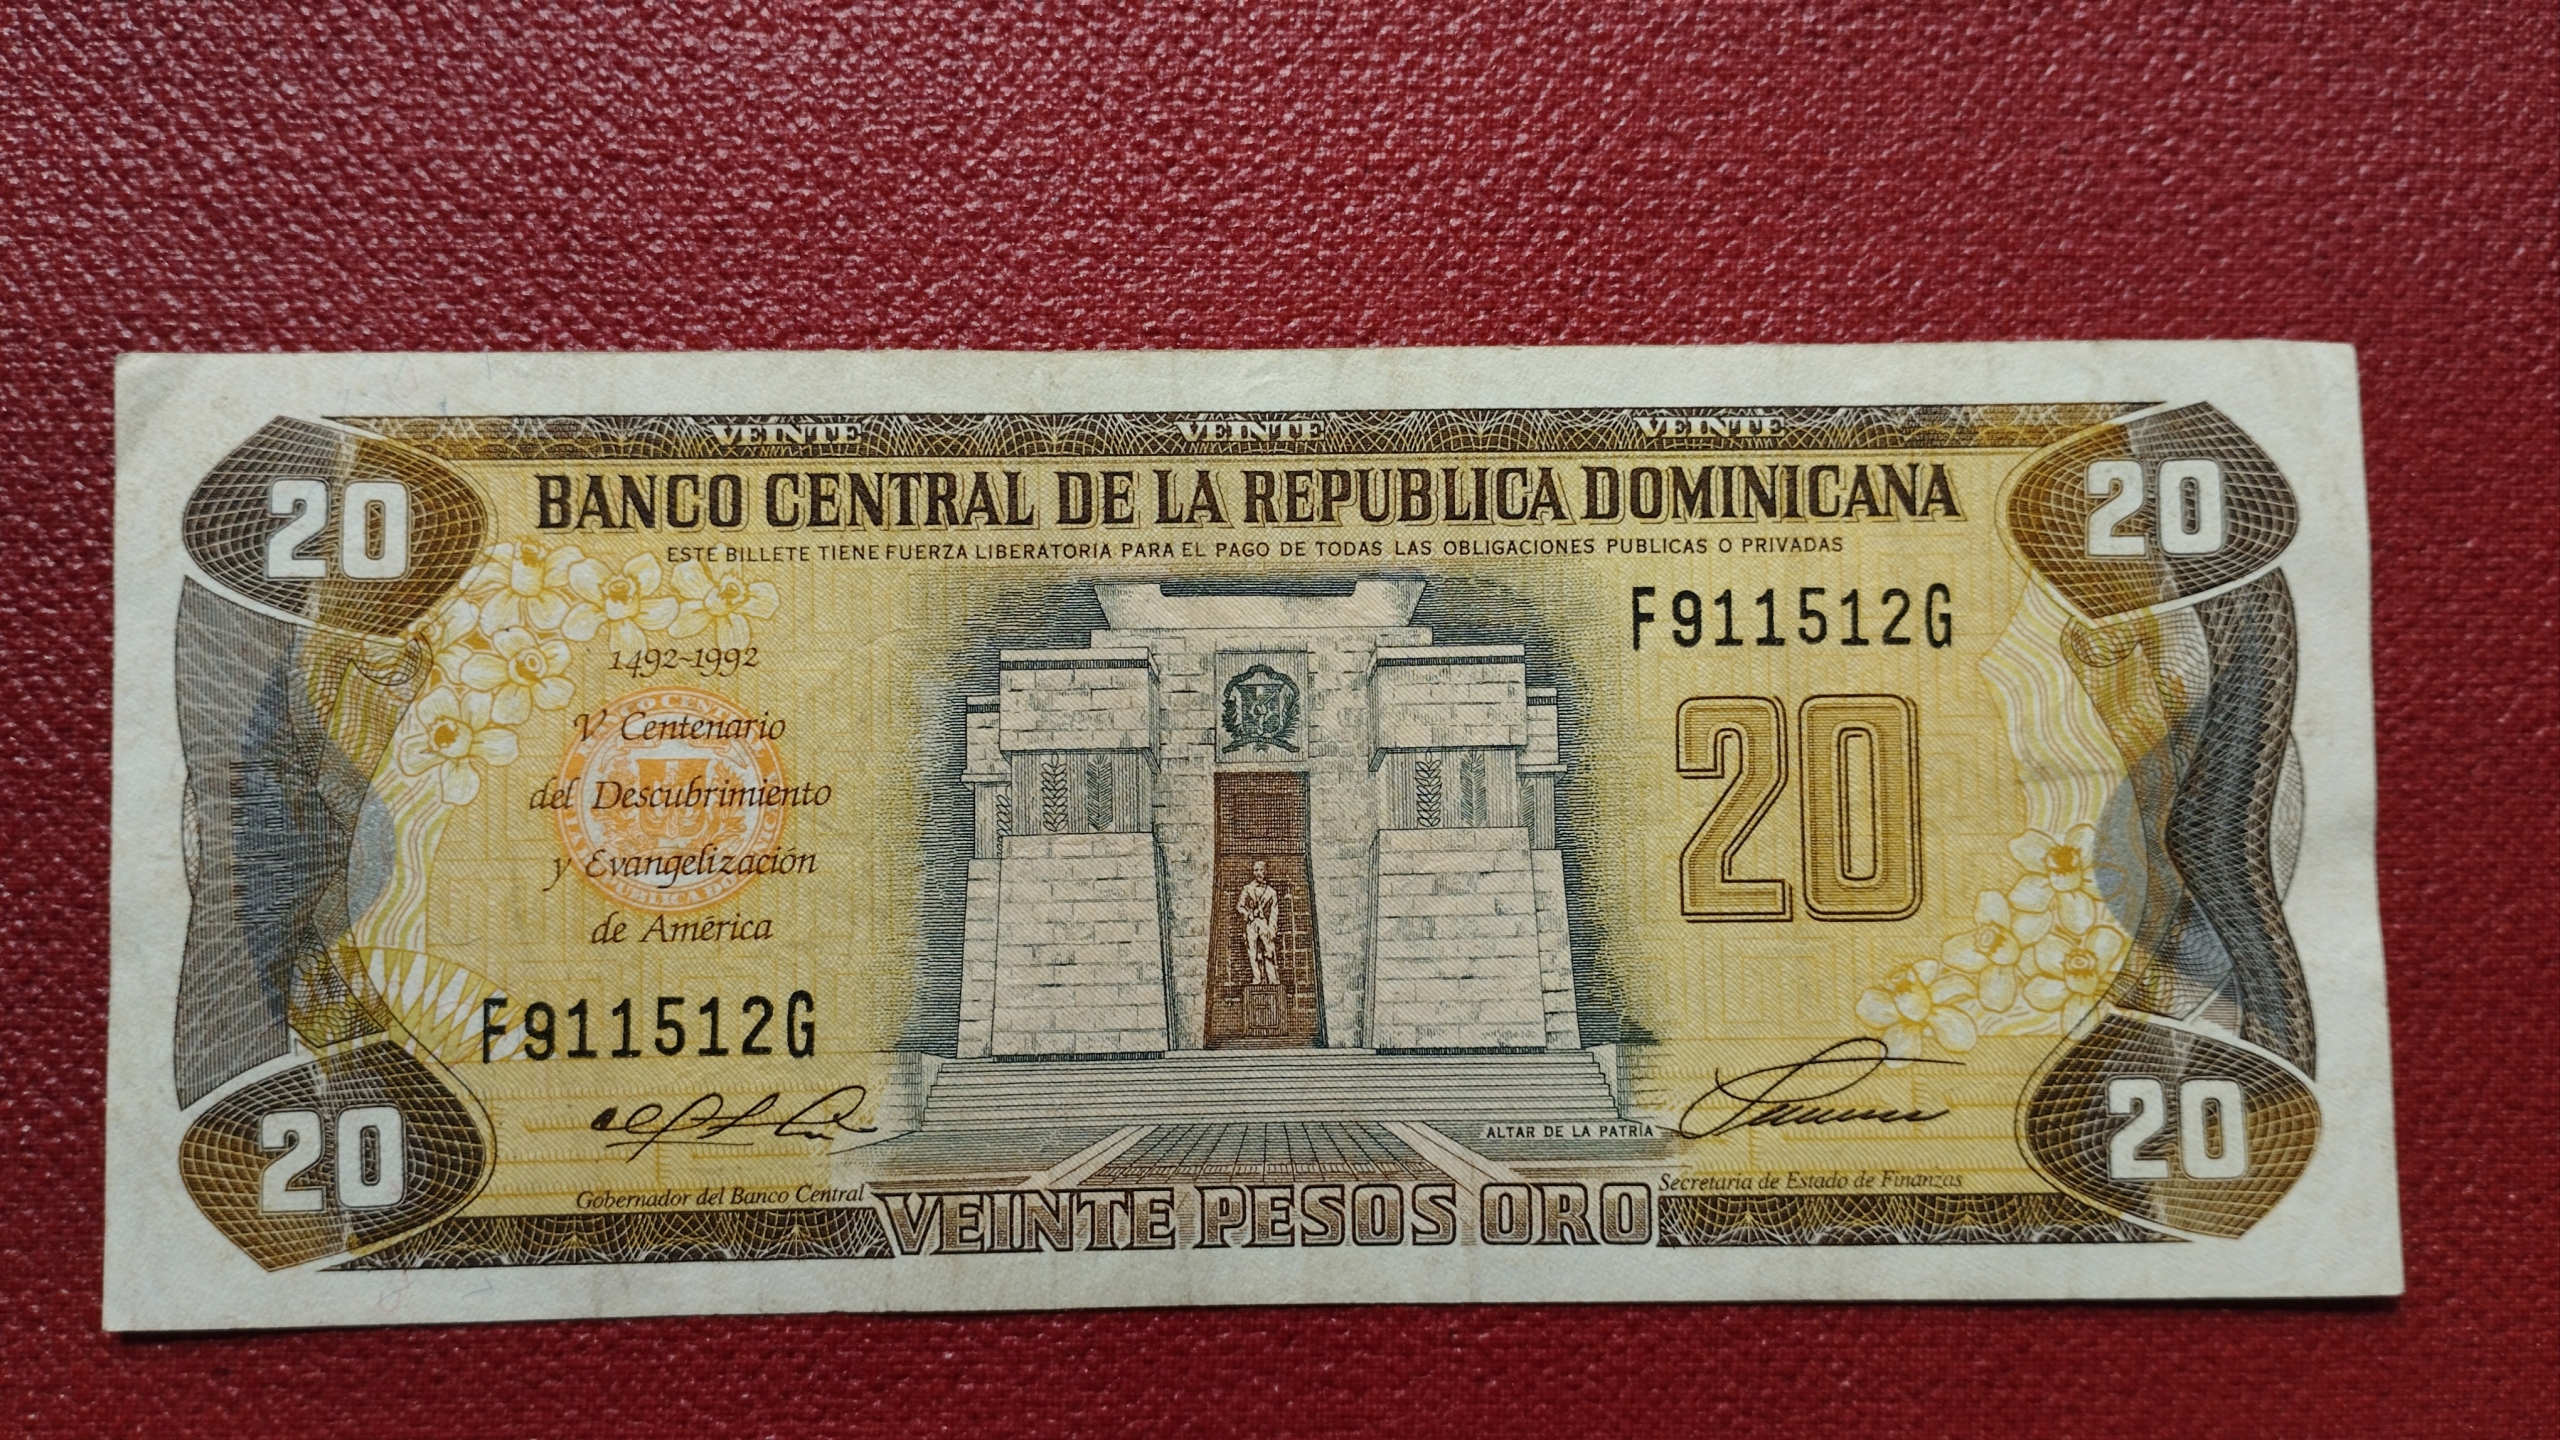 VEINTE VEINTE VEINTE
20 20
BANCO CENTRAL DE LA REPUBLICA DOMINICANA
ESTE BILLETE TIENE FUERZA LIBERATORIA PARA EL PAGO DE TODAS LAS OBLIGACIONES PUBLICAS O PRIVADAS
F911512G
1492-1992
V Centenario
del Descubrimiento
y Evangelización
de América
20
F911512G
ALTAR DE LA PATRIA
20 20
Gobernador del Banco Central
Secretaria de Estado de Finanzas
VEINTE PESOS ORO